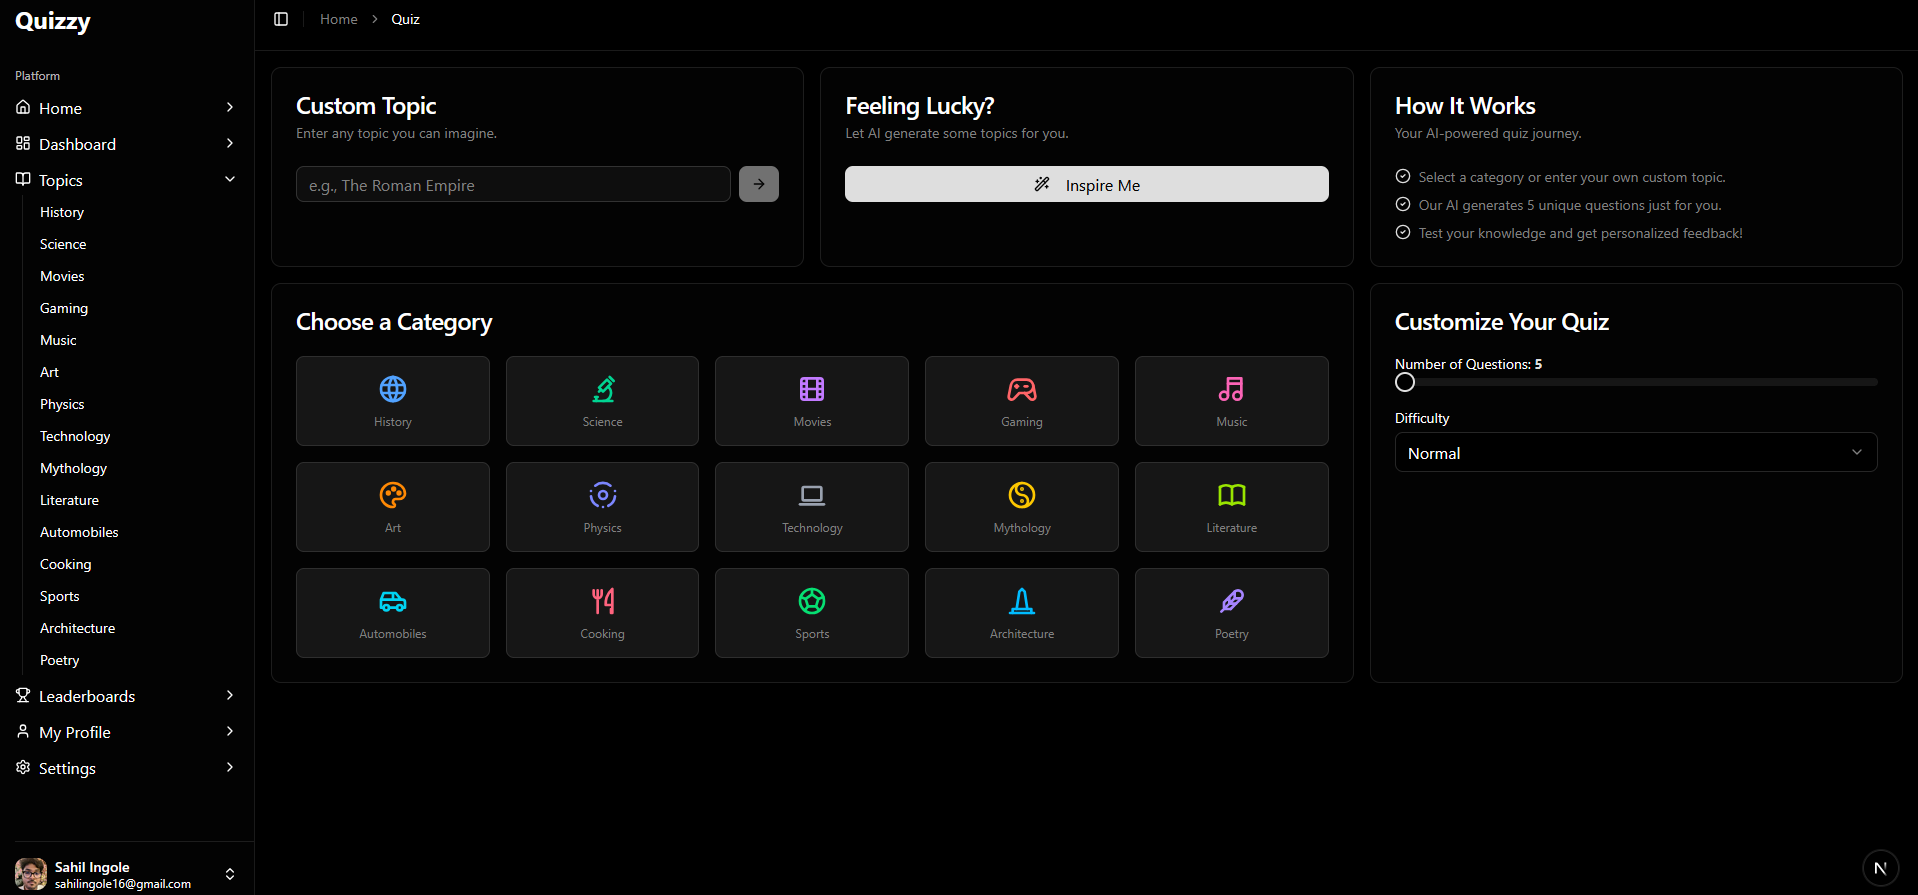 Quizzy
Platform
Home
Dashboard
Topics
History
Science
Movies
Gaming
Music
Art
Physics
Technology
Mythology
Literature
Automobiles
Cooking
Sports
Architecture
Poetry
Leaderboards
My Profile
Settings
Sahil Ingole
sahilingole16@gmail.com
Home > Quiz
Custom Topic
Enter any topic you can imagine.
e.g., The Roman Empire
Feeling Lucky?
Let AI generate some topics for you.
Inspire Me
How It Works
Your AI-powered quiz journey.
Select a category or enter your own custom topic.
Our AI generates 5 unique questions just for you.
Test your knowledge and get personalized feedback!
Choose a Category
History
Science
Movies
Gaming
Music
Art
Physics
Technology
Mythology
Literature
Automobiles
Cooking
Sports
Architecture
Poetry
Customize Your Quiz
Number of Questions: 5
Difficulty
Normal
N